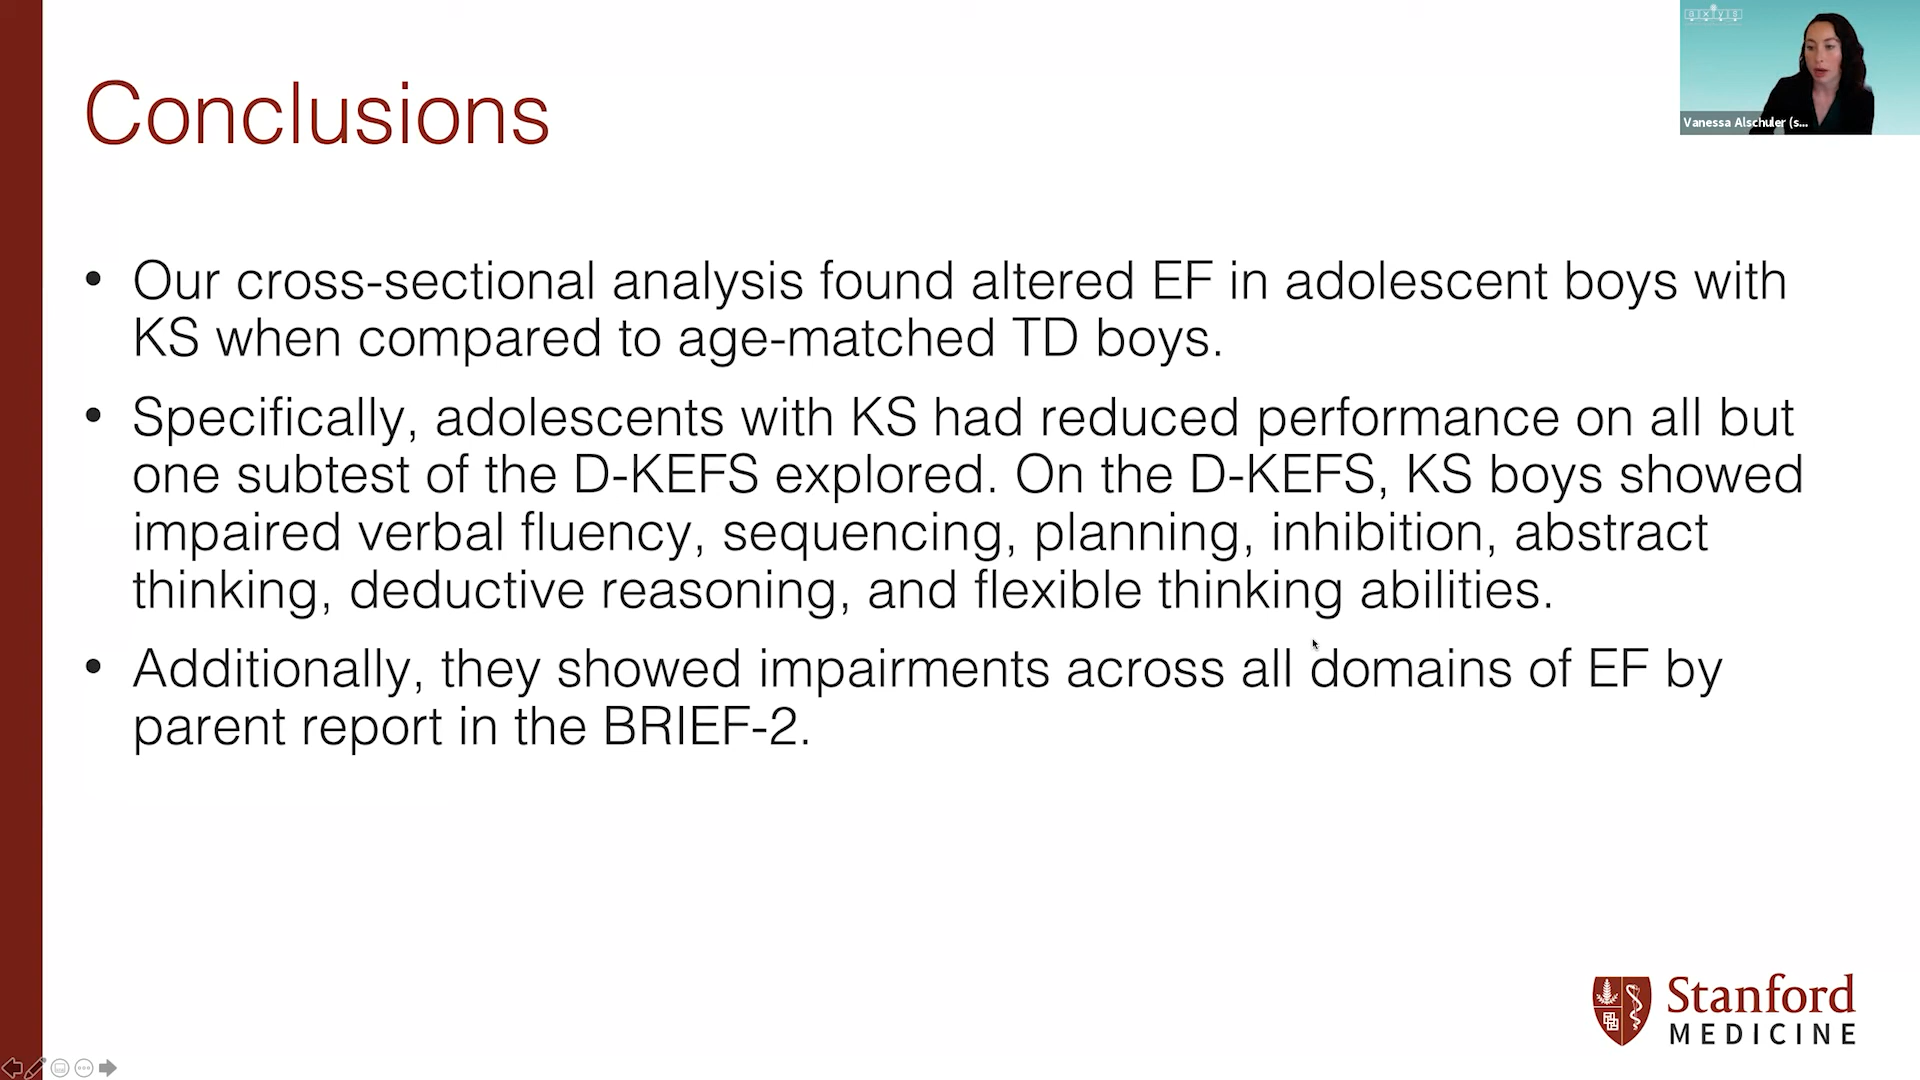 axys
Vanessa Alschuler (s...
Conclusions
• Our cross-sectional analysis found altered EF in adolescent boys with
KS when compared to age-matched TD boys.
• Specifically, adolescents with KS had reduced performance on all but
one subtest of the D-KEFS explored. On the D-KEFS, KS boys showed
impaired verbal fluency, sequencing, planning, inhibition, abstract
thinking, deductive reasoning, and flexible thinking abilities.
• Additionally, they showed impairments across all domains of EF by
parent report in the BRIEF-2.
Stanford
MEDICINE